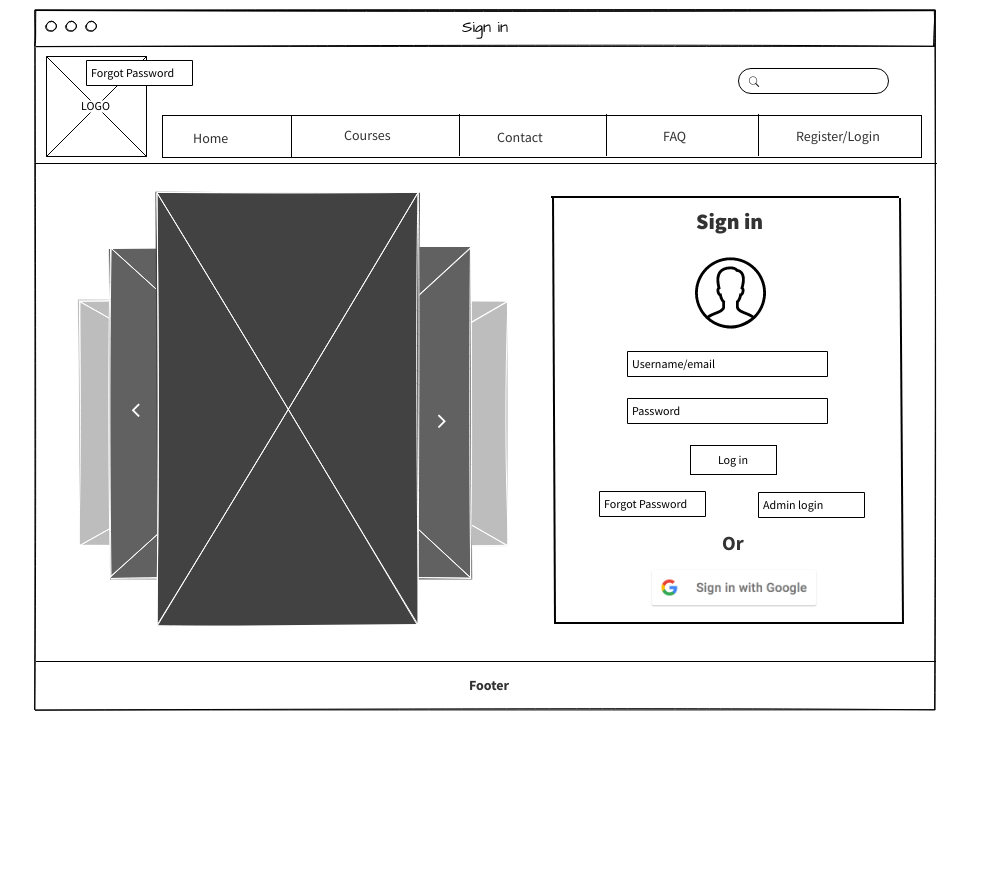 Sign in
Forgot Password
LOGO
Home
Courses
Contact
FAQ
Register/Login
Sign in
Username/email
Password
Log in
Forgot Password
Admin login
Or
Sign in with Google
Footer